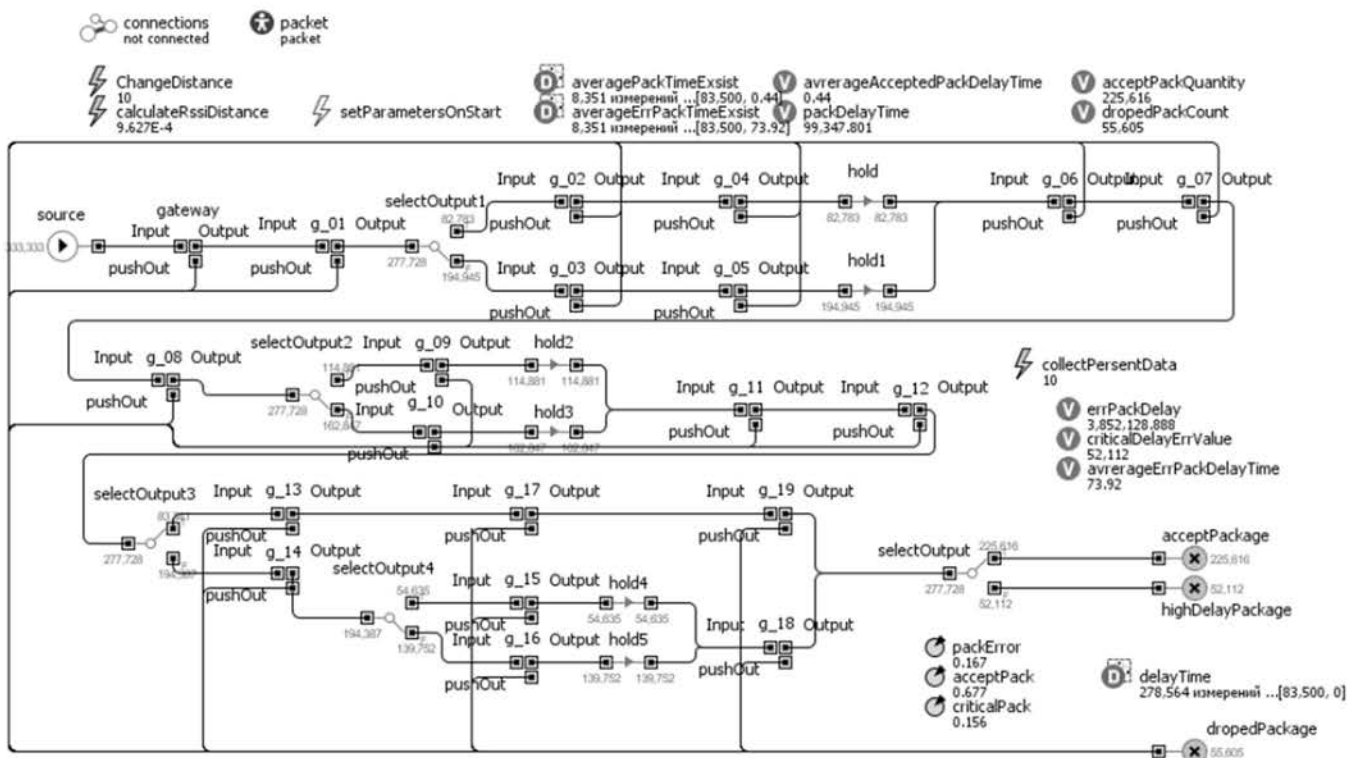 connections
not connected
packet
packet
ChangeDistance
10
calculateRssiDistance
9.627E-4
setParametersOnStart
averagePackTimeExsist
8,351 измерений ...[83,500, 0.44]
averageErrPackTimeExsist
8,351 измерений ...[83,500, 73.92]
avrerageAcceptedPackDelayTime
0.44
packDelayTime
99,347.801
acceptPackQuantity
225,616
dropedPackCount
55,605
source
333,333
gateway
Input Output
pushOut
Input g_01 Output
pushOut
277,728
selectOutput1
82,783
194,945
Input g_02 Output
pushOut
Input g_04 Output
pushOut
hold
82,783 82,783
Input g_03 Output
pushOut
Input g_05 Output
pushOut
hold1
194,945 194,945
Input g_06 Output
pushOut
Input g_07 Output
pushOut
Input g_08 Output
pushOut
277,728
selectOutput2
114,881
162,847
Input g_09 Output
pushOut
hold2
114,881 114,881
Input g_10 Output
pushOut
hold3
162,847 162,847
Input g_11 Output
pushOut
Input g_12 Output
pushOut
collectPersentData
10
errPackDelay
3,852,128.888
criticalDelayErrValue
52,112
avrerageErrPackDelayTime
73.92
selectOutput3
277,728
194,387
Input g_13 Output
pushOut
Input g_17 Output
pushOut
Input g_19 Output
pushOut
Input g_14 Output
pushOut
selectOutput4
194,387
54,635
139,752
Input g_15 Output
pushOut
hold4
54,635 54,635
Input g_16 Output
pushOut
hold5
139,752 139,752
Input g_18 Output
pushOut
selectOutput
277,728
225,616
52,112
acceptPackage
225,616
52,112
highDelayPackage
packError
0.167
acceptPack
0.677
criticalPack
0.156
delayTime
278,564 измерений ...[83,500, 0]
dropedPackage
55,605